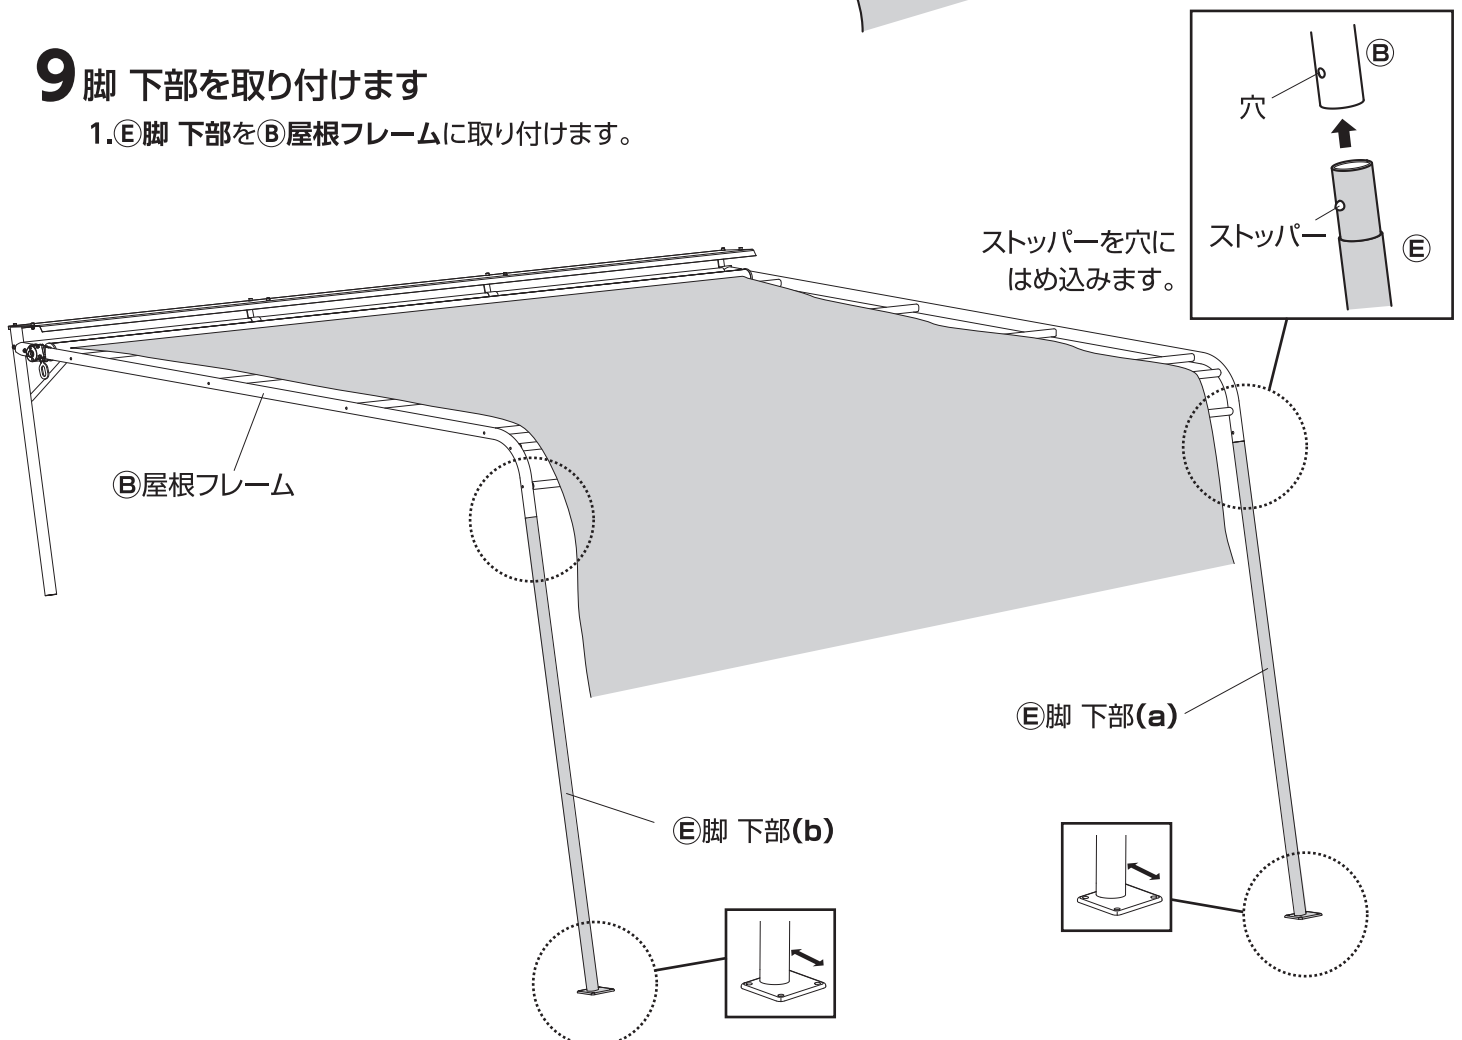 9 脚 下部を取り付けます
1.Ⓔ脚 下部をⒷ屋根フレームに取り付けます。
Ⓑ
穴
ストッパー
Ⓔ
ストッパーを穴に
はめ込みます。
Ⓑ屋根フレーム
Ⓔ脚 下部(a)
Ⓔ脚 下部(b)